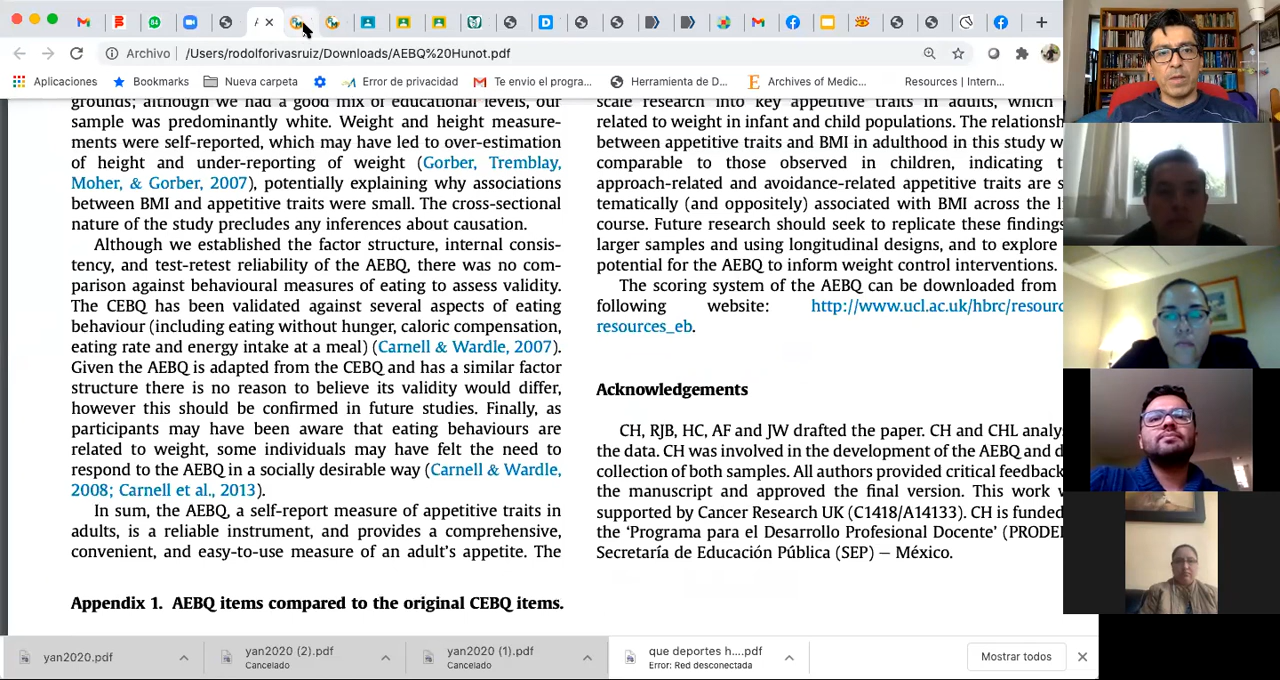 84
A
Archivo
/Users/rodolforivasruiz/Downloads/AEBQ%20Hunot.pdf
Aplicaciones
Bookmarks
Nueva carpeta
Error de privacidad
Te envio el progra...
Herramienta de D...
Archives of Medic...
Resources | Intern...
grounds; although we had a good mix of educational levels, our
sample was predominantly white. Weight and height measure-
ments were self-reported, which may have led to over-estimation
of height and under-reporting of weight (Gorber, Tremblay,
Moher, & Gorber, 2007), potentially explaining why associations
between BMI and appetitive traits were small. The cross-sectional
nature of the study precludes any inferences about causation.
Although we established the factor structure, internal consis-
tency, and test-retest reliability of the AEBQ, there was no com-
parison against behavioural measures of eating to assess validity.
The CEBQ has been validated against several aspects of eating
behaviour (including eating without hunger, caloric compensation,
eating rate and energy intake at a meal) (Carnell & Wardle, 2007).
Given the AEBQ is adapted from the CEBQ and has a similar factor
structure there is no reason to believe its validity would differ,
however this should be confirmed in future studies. Finally, as
participants may have been aware that eating behaviours are
related to weight, some individuals may have felt the need to
respond to the AEBQ in a socially desirable way (Carnell & Wardle,
2008; Carnell et al., 2013).
In sum, the AEBQ, a self-report measure of appetitive traits in
adults, is a reliable instrument, and provides a comprehensive,
convenient, and easy-to-use measure of an adult's appetite. The
scale research into key appetitive traits in adults, which
related to weight in infant and child populations. The relationsh
between appetitive traits and BMI in adulthood in this study w
comparable to those observed in children, indicating t
approach-related and avoidance-related appetitive traits are s
tematically (and oppositely) associated with BMI across the l
course. Future research should seek to replicate these findings
larger samples and using longitudinal designs, and to explore
potential for the AEBQ to inform weight control interventions.
The scoring system of the AEBQ can be downloaded from
following website: http://www.ucl.ac.uk/hbrc/resourc
resources_eb.
Acknowledgements
CH, RJB, HC, AF and JW drafted the paper. CH and CHL analy
the data. CH was involved in the development of the AEBQ and d
collection of both samples. All authors provided critical feedback
the manuscript and approved the final version. This work w
supported by Cancer Research UK (C1418/A14133). CH is funded
the 'Programa para el Desarrollo Profesional Docente' (PRODE
Secretaría de Educación Pública (SEP) – México.
Appendix 1. AEBQ items compared to the original CEBQ items.
yan2020.pdf
yan2020 (2).pdf
Cancelado
yan2020 (1).pdf
Cancelado
que deportes h....pdf
Error: Red desconectada
Mostrar todos